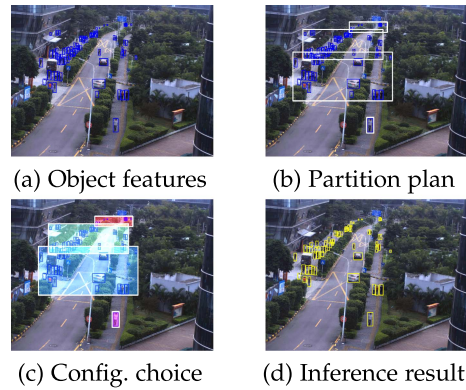 (a) Object features
(b) Partition plan
(c) Config. choice
(d) Inference result